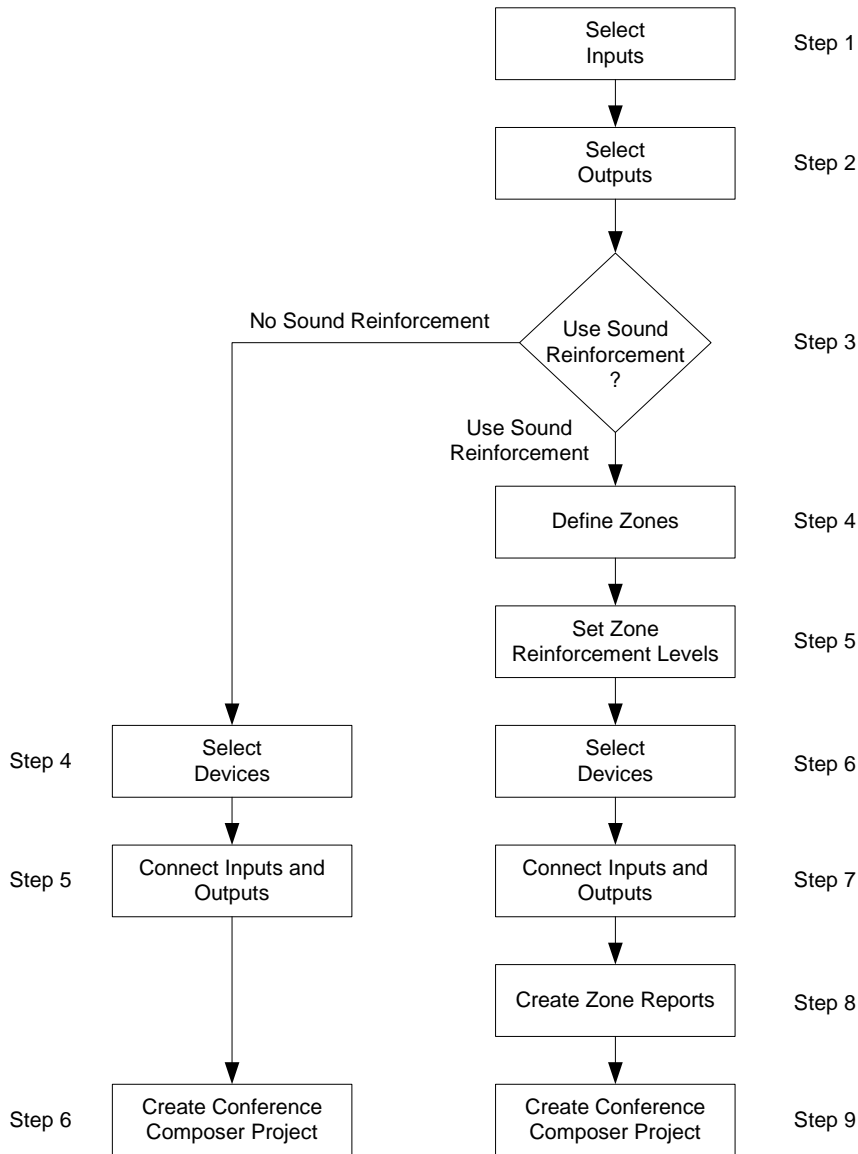 Select
Inputs
Step 1
Select
Outputs
Step 2
No Sound Reinforcement
Use Sound
Reinforcement
?
Step 3
Use Sound
Reinforcement
Define Zones
Step 4
Set Zone
Reinforcement Levels
Step 5
Step 4
Select
Devices
Select
Devices
Step 6
Step 5
Connect Inputs and
Outputs
Connect Inputs and
Outputs
Step 7
Create Zone Reports
Step 8
Step 6
Create Conference
Composer Project
Create Conference
Composer Project
Step 9